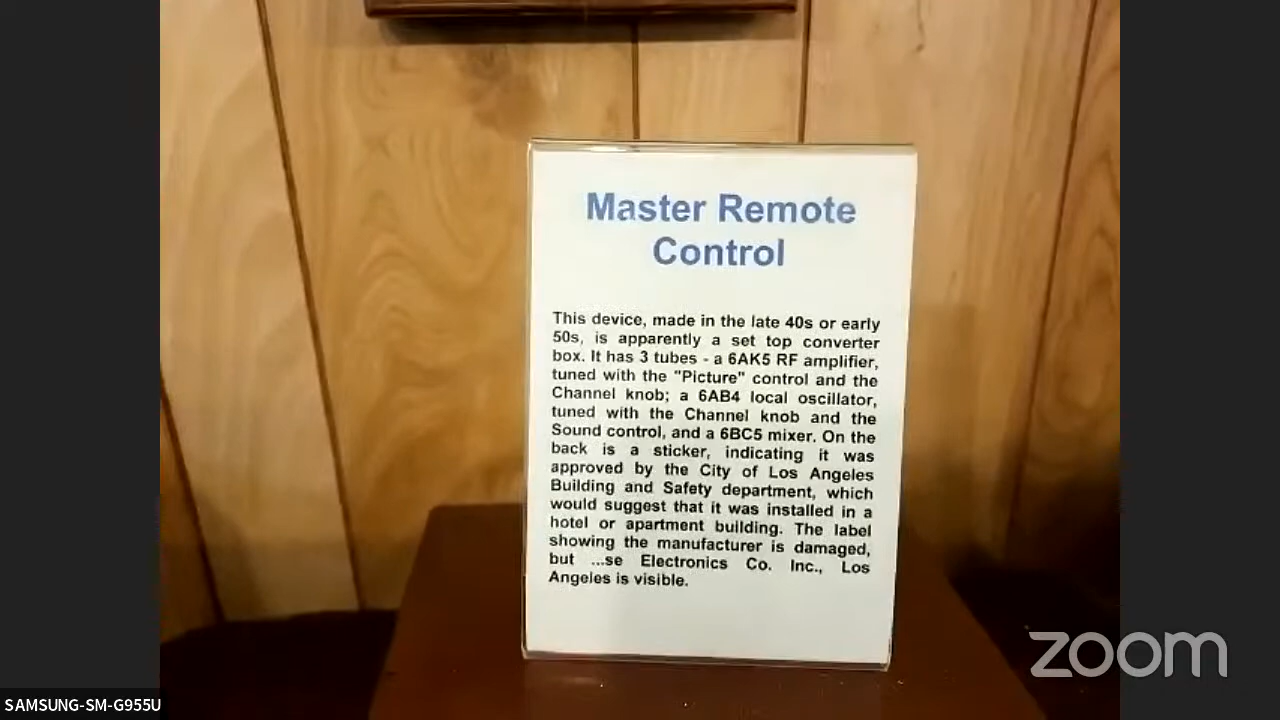 Master Remote
Control
This device, made in the late 40s or early
50s, is apparently a set top converter
box. It has 3 tubes - a 6AK5 RF amplifier,
tuned with the "Picture" control and the
Channel knob; a 6AB4 local oscillator,
tuned with the Channel knob and the
Sound control, and a 6BC5 mixer. On the
back is a sticker, indicating it was
approved by the City of Los Angeles
Building and Safety department, which
would suggest that it was installed in a
hotel or apartment building. The label
showing the manufacturer is damaged,
but ...se Electronics Co. Inc., Los
Angeles is visible.
zoom
SAMSUNG-SM-G955U